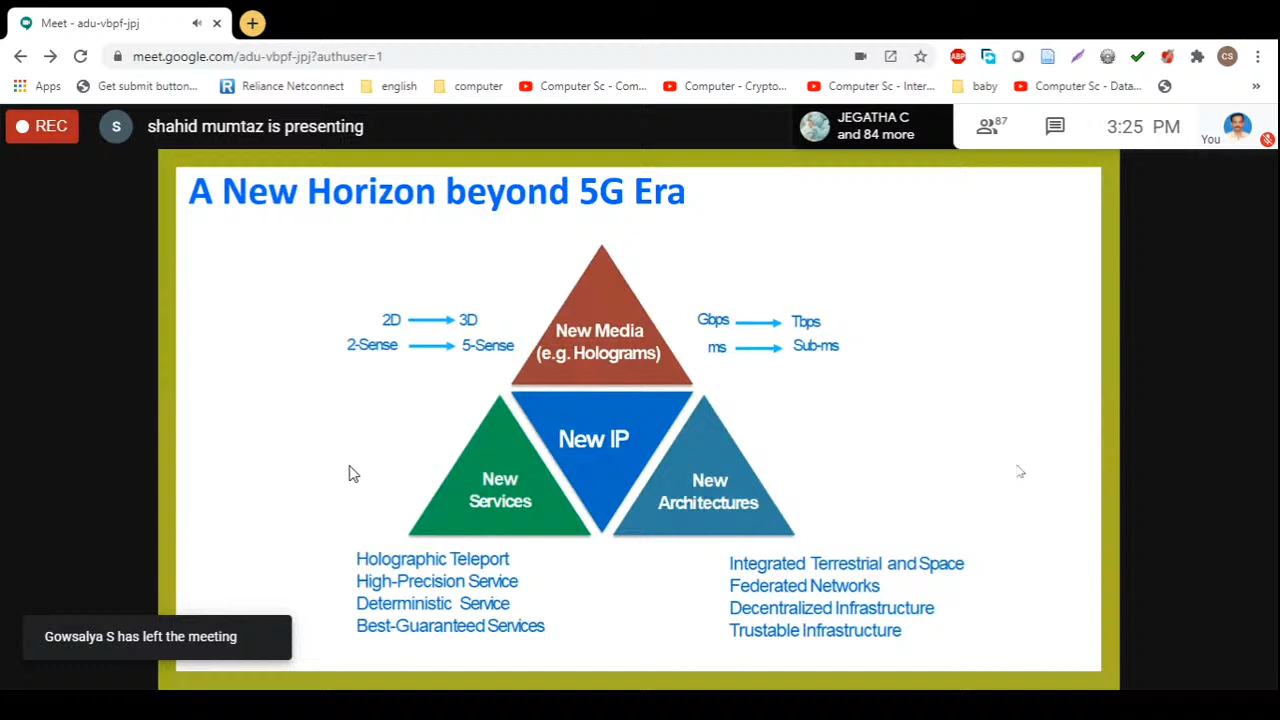 Meet - adu-vbpf-jpj
meet.google.com/adu-vbpf-jpj?authuser=1
ABP
CS
Apps
Get submit button...
R Reliance Netconnect
english
computer
Computer Sc - Com...
Computer - Crypto...
Computer Sc - Inter...
baby
Computer Sc - Data...
REC
S
shahid mumtaz is presenting
JEGATHA C
and 84 more
87
3:25 PM
You
A New Horizon beyond 5G Era
2D
3D
2-Sense
5-Sense
New Media
(e.g. Holograms)
Gbps
Tbps
ms
Sub-ms
New IP
New
Services
New
Architectures
Holographic Teleport
High-Precision Service
Deterministic Service
Best-Guaranteed Services
Integrated Terrestrial and Space
Federated Networks
Decentralized Infrastructure
Trustable Infrastructure
Gowsalya S has left the meeting